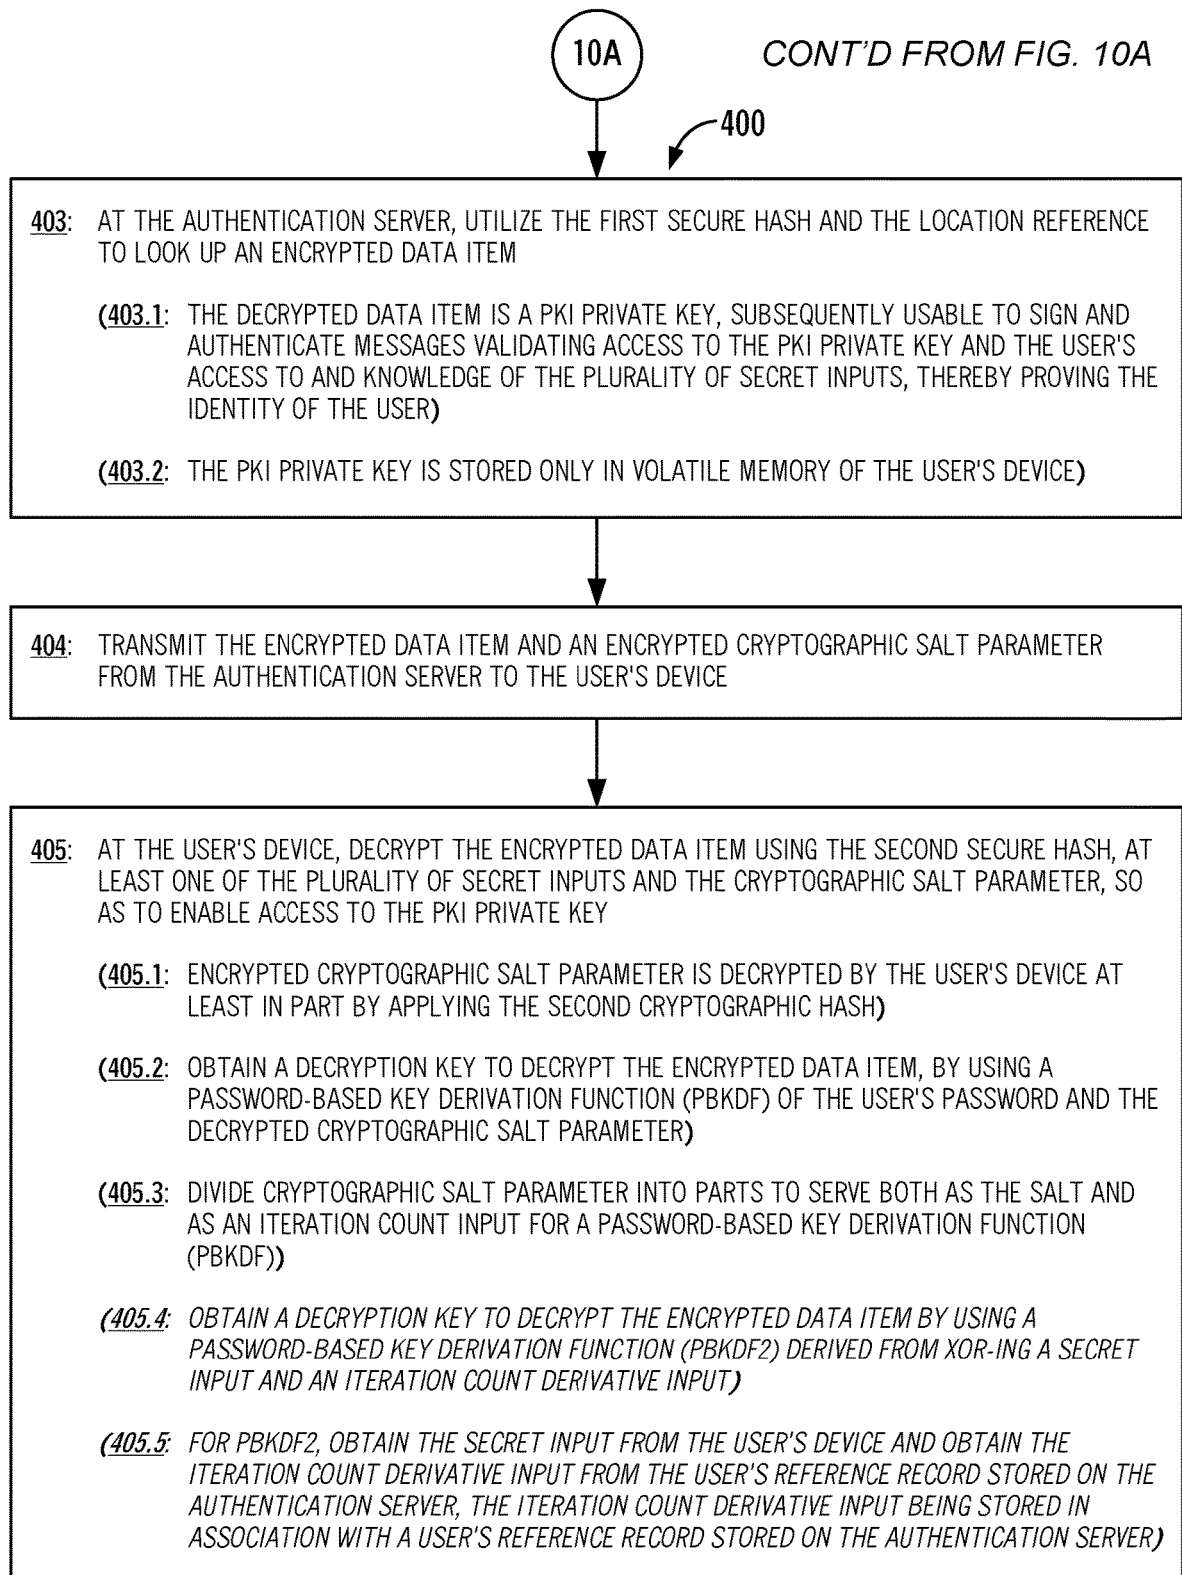 10A
CONT'D FROM FIG. 10A
400
403: AT THE AUTHENTICATION SERVER, UTILIZE THE FIRST SECURE HASH AND THE LOCATION REFERENCE
TO LOOK UP AN ENCRYPTED DATA ITEM
(403.1: THE DECRYPTED DATA ITEM IS A PKI PRIVATE KEY, SUBSEQUENTLY USABLE TO SIGN AND
AUTHENTICATE MESSAGES VALIDATING ACCESS TO THE PKI PRIVATE KEY AND THE USER'S
ACCESS TO AND KNOWLEDGE OF THE PLURALITY OF SECRET INPUTS, THEREBY PROVING THE
IDENTITY OF THE USER)
(403.2: THE PKI PRIVATE KEY IS STORED ONLY IN VOLATILE MEMORY OF THE USER'S DEVICE)
404: TRANSMIT THE ENCRYPTED DATA ITEM AND AN ENCRYPTED CRYPTOGRAPHIC SALT PARAMETER
FROM THE AUTHENTICATION SERVER TO THE USER'S DEVICE
405: AT THE USER'S DEVICE, DECRYPT THE ENCRYPTED DATA ITEM USING THE SECOND SECURE HASH, AT
LEAST ONE OF THE PLURALITY OF SECRET INPUTS AND THE CRYPTOGRAPHIC SALT PARAMETER, SO
AS TO ENABLE ACCESS TO THE PKI PRIVATE KEY
(405.1: ENCRYPTED CRYPTOGRAPHIC SALT PARAMETER IS DECRYPTED BY THE USER'S DEVICE AT
LEAST IN PART BY APPLYING THE SECOND CRYPTOGRAPHIC HASH)
(405.2: OBTAIN A DECRYPTION KEY TO DECRYPT THE ENCRYPTED DATA ITEM, BY USING A
PASSWORD-BASED KEY DERIVATION FUNCTION (PBKDF) OF THE USER'S PASSWORD AND THE
DECRYPTED CRYPTOGRAPHIC SALT PARAMETER)
(405.3: DIVIDE CRYPTOGRAPHIC SALT PARAMETER INTO PARTS TO SERVE BOTH AS THE SALT AND
AS AN ITERATION COUNT INPUT FOR A PASSWORD-BASED KEY DERIVATION FUNCTION
(PBKDF))
(405.4: OBTAIN A DECRYPTION KEY TO DECRYPT THE ENCRYPTED DATA ITEM BY USING A
PASSWORD-BASED KEY DERIVATION FUNCTION (PBKDF2) DERIVED FROM XOR-ING A SECRET
INPUT AND AN ITERATION COUNT DERIVATIVE INPUT)
(405.5: FOR PBKDF2, OBTAIN THE SECRET INPUT FROM THE USER'S DEVICE AND OBTAIN THE
ITERATION COUNT DERIVATIVE INPUT FROM THE USER'S REFERENCE RECORD STORED ON THE
AUTHENTICATION SERVER, THE ITERATION COUNT DERIVATIVE INPUT BEING STORED IN
ASSOCIATION WITH A USER'S REFERENCE RECORD STORED ON THE AUTHENTICATION SERVER)